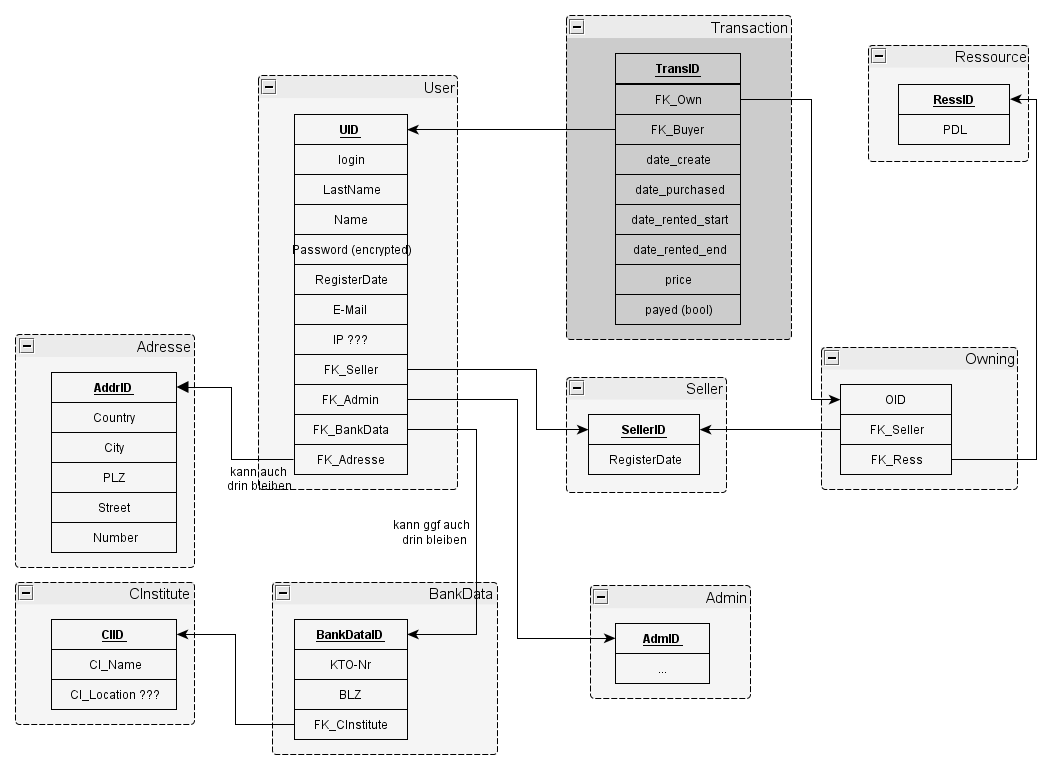 Transaction
TransID
FK_Own
FK_Buyer
date_create
date_purchased
date_rented_start
date_rented_end
price
payed (bool)
Ressource
RessID
PDL
User
UID
login
LastName
Name
Password (encrypted)
RegisterDate
E-Mail
IP ???
FK_Seller
FK_Admin
FK_BankData
FK_Adresse
Adresse
AddrID
Country
City
PLZ
Street
Number
kann auch
drin bleiben
Seller
SellerID
RegisterDate
Owning
OID
FK_Seller
FK_Ress
kann ggf auch
drin bleiben
CInstitute
CIID
CI_Name
CI_Location ???
BankData
BankDataID
KTO-Nr
BLZ
FK_CInstitute
Admin
AdmID
...